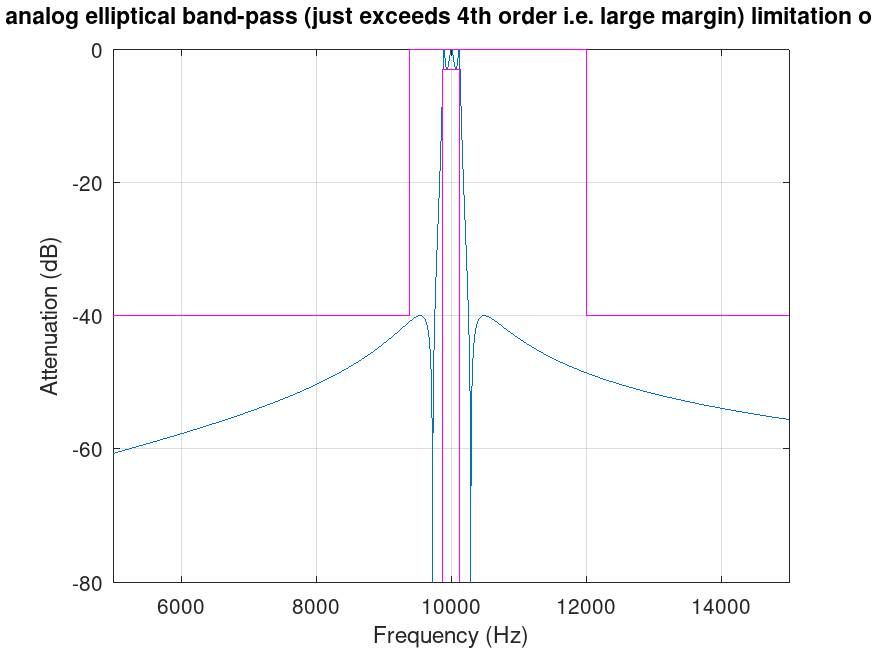 analog elliptical band-pass (just exceeds 4th order i.e. large margin) limitation o
0
-20
-40
-60
-80
Attenuation (dB)
6000 8000 10000 12000 14000
Frequency (Hz)